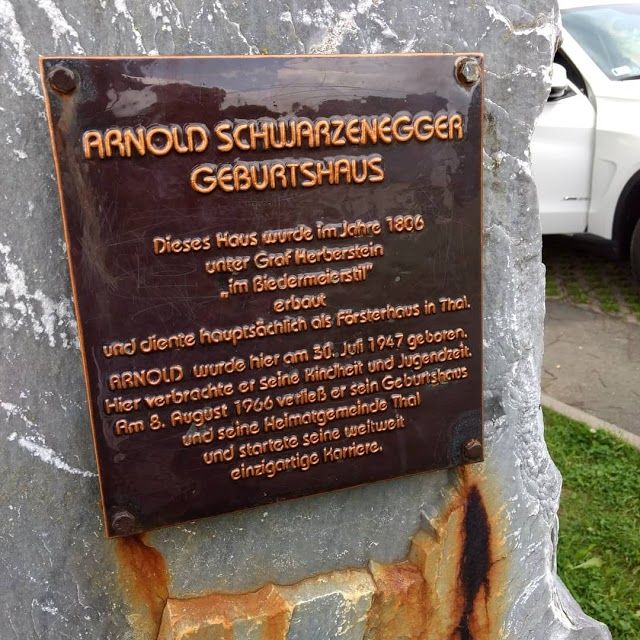 ARNOLD SCHWARZENEGGER
GEBURTSHAUS
Dieses Haus wurde im Jahre 1806
unter Graf Herberstein
„im Biedermeierstil"
erbaut
und diente hauptsächlich als Försterhaus in Thal.
ARNOLD wurde hier am 30. Juli 1947 geboren.
Hier verbrachte er seine Kindheit und Jugendzeit.
Am 8. August 1966 verließ er sein Geburtshaus
und seine Heimatgemeinde Thal
und startete seine weltweit
einzigartige Karriere.